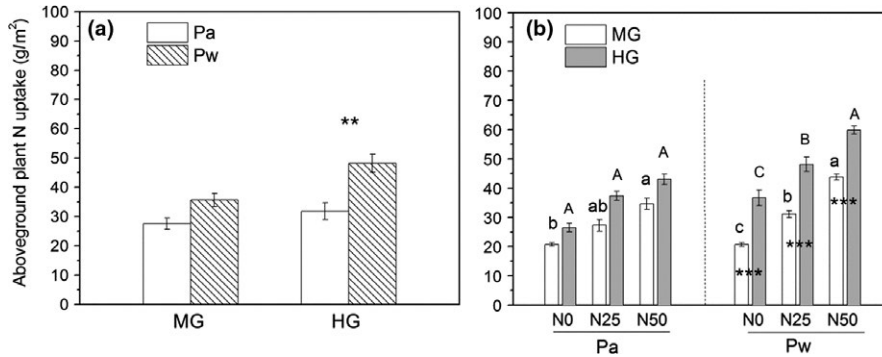 (a)
Pa
Pw
Aboveground plant N uptake (g/m²)
100
90
80
70
60
50
40
30
20
10
0
**
MG
HG
(b)
MG
HG
100
90
80
70
60
50
40
30
20
10
0
b
A
ab
A
a
A
c
C
b
B
a
A
***
***
***
N0
N25
N50
N0
N25
N50
Pa
Pw